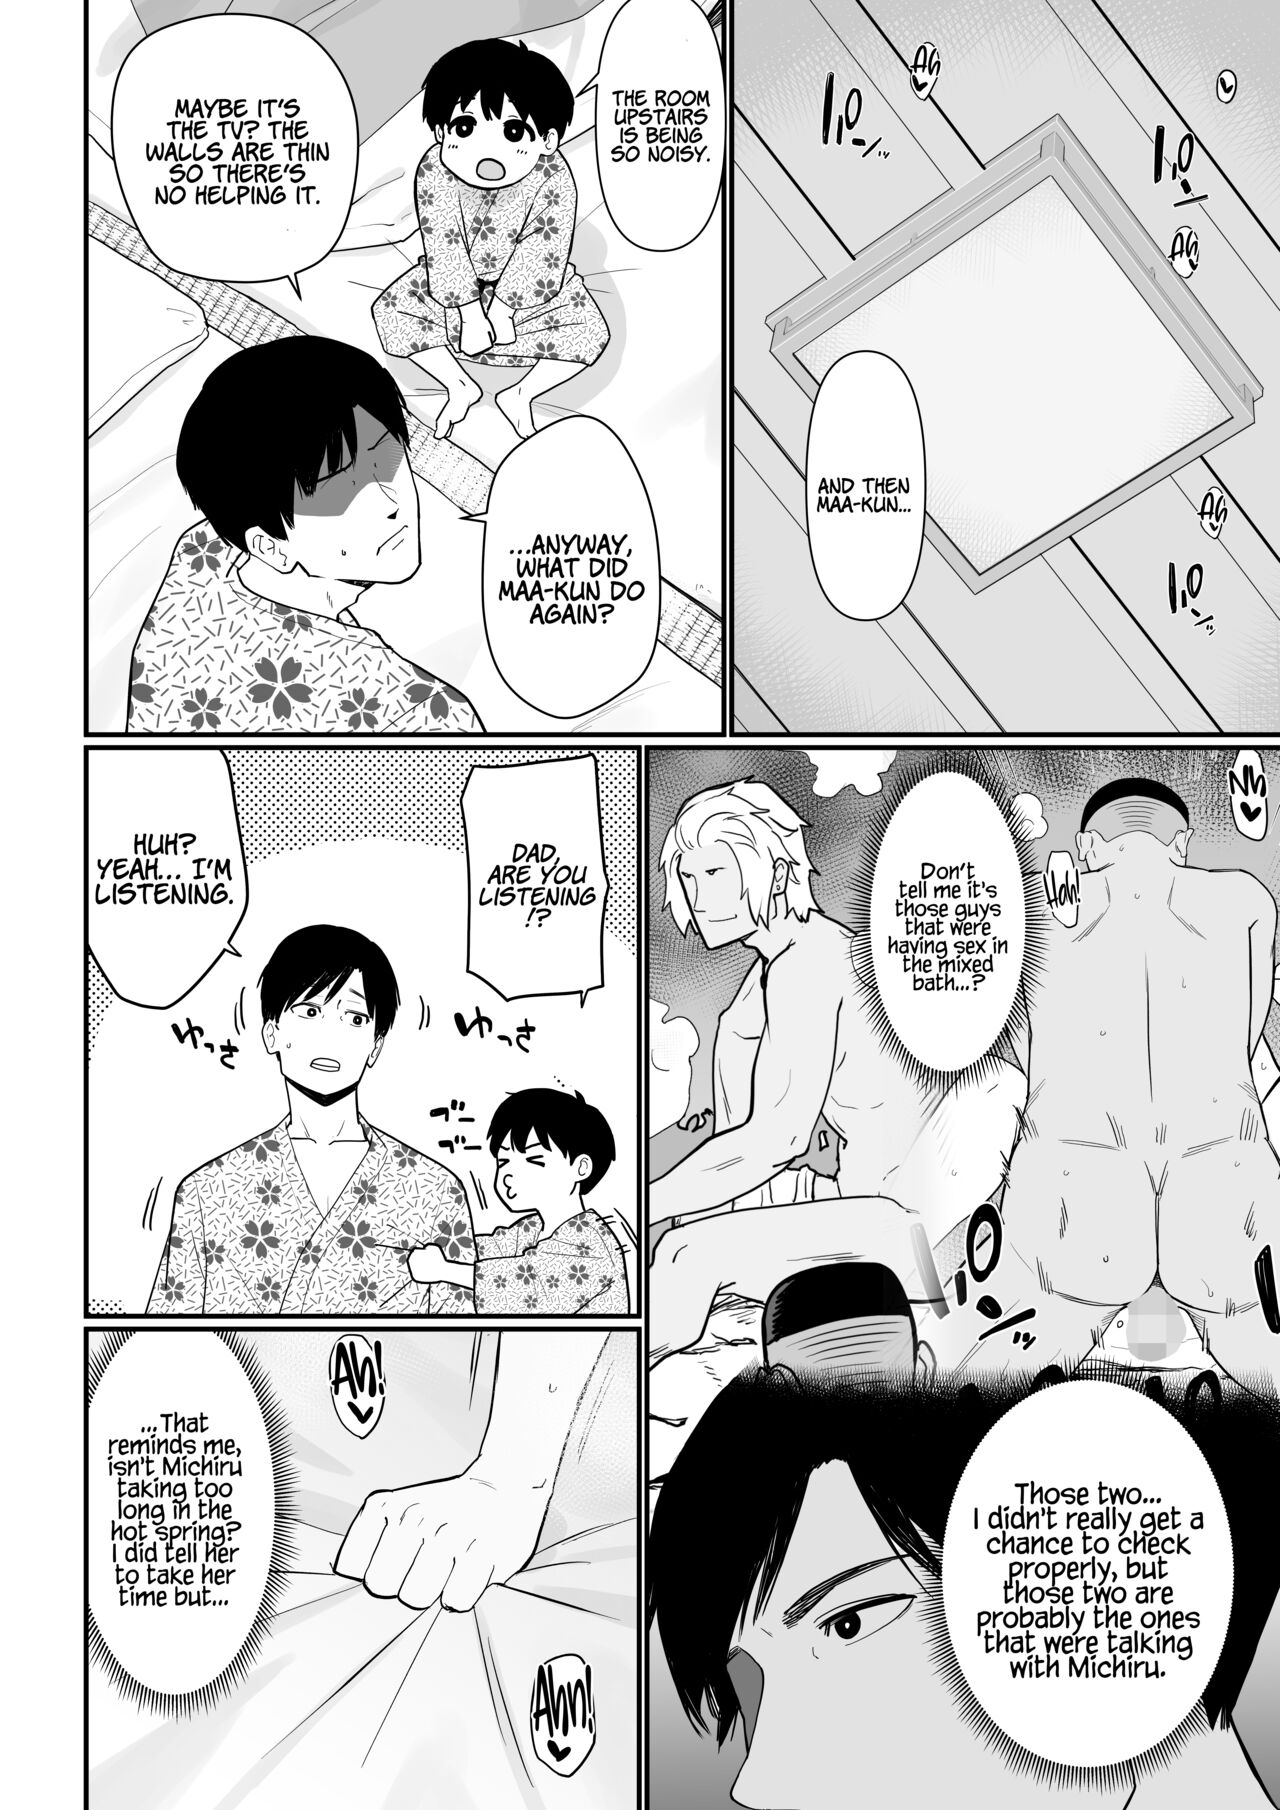 Ah
Ah
Ah
AND THEN
MAA-KUN...
THE ROOM
UPSTAIRS
IS BEING
SO NOISY.
MAYBE IT'S
THE TV? THE
WALLS ARE THIN
SO THERE'S
NO HELPING IT.
...ANYWAY,
WHAT DID
MAA-KUN DO
AGAIN?
Nh
Hah!
Don't
tell me it's
those guys
that were
having sex in
the mixed
bath...?
Those two...
I didn't really get a
chance to check
properly, but
those two are
probably the ones
that were talking
with Michiru.
DAD,
ARE YOU
LISTENING
!?
HUH?
YEAH... I'M
LISTENING.
ゆっさ
ゆっさ
ブー
ブー
Ah!
...That
reminds me,
isn't Michiru
taking too
long in the
hot spring?
I did tell her
to take her
time but...
Ahn!